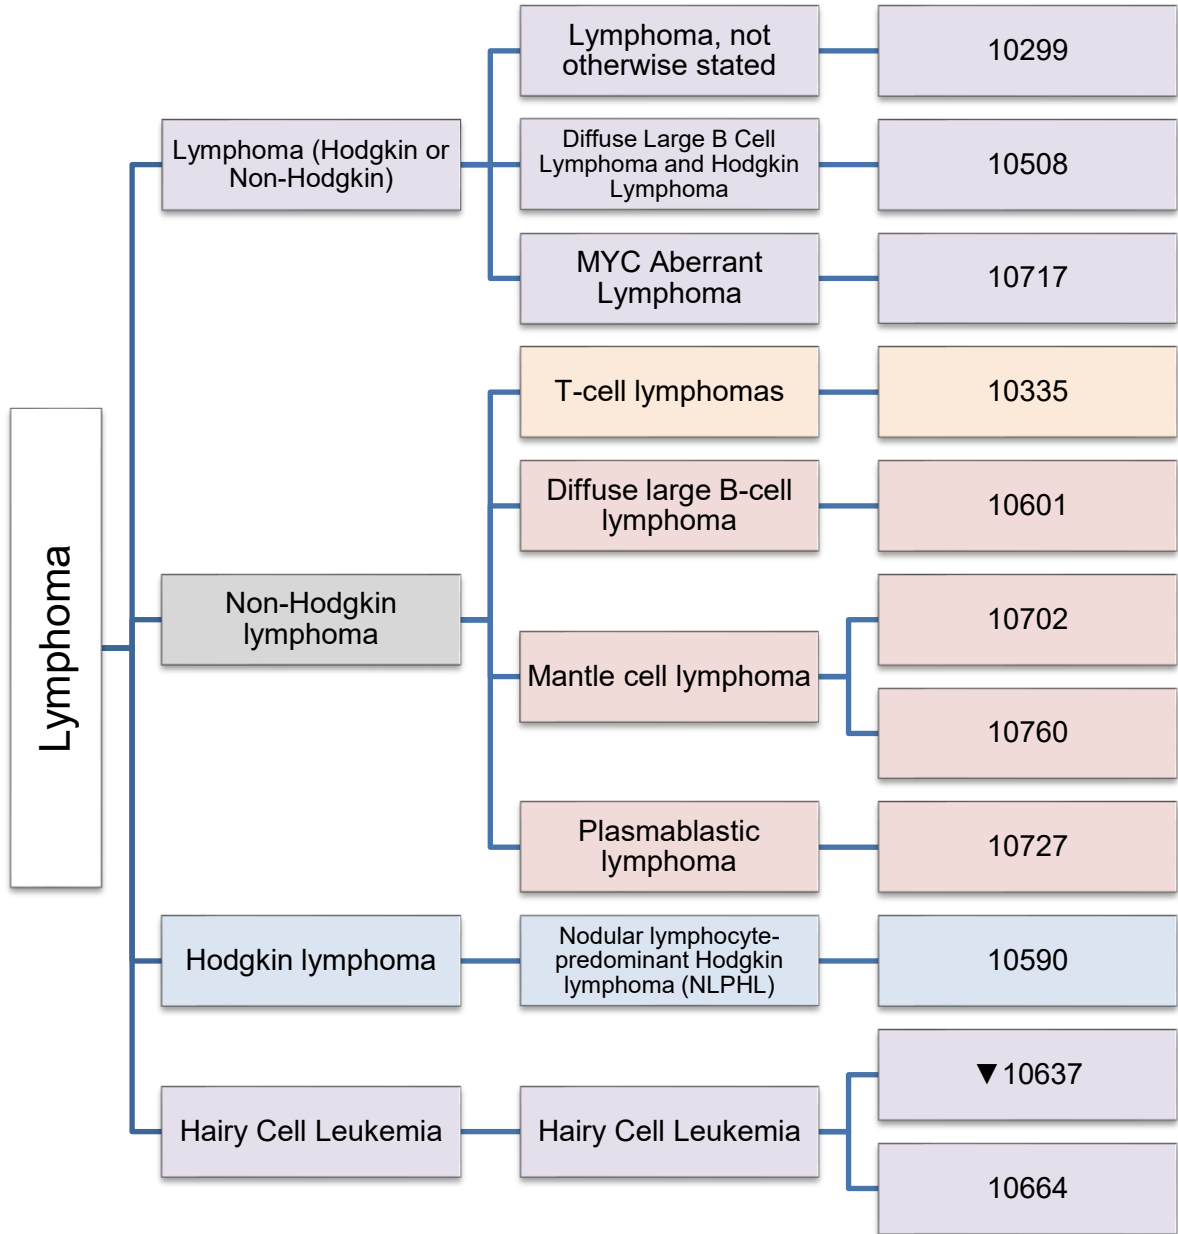 Lymphoma
Lymphoma (Hodgkin or
Non-Hodgkin)
Lymphoma, not
otherwise stated
10299
Diffuse Large B Cell
Lymphoma and Hodgkin
Lymphoma
10508
MYC Aberrant
Lymphoma
10717
Non-Hodgkin
lymphoma
T-cell lymphomas
10335
Diffuse large B-cell
lymphoma
10601
Mantle cell lymphoma
10702
10760
Plasmablastic
lymphoma
10727
Hodgkin lymphoma
Nodular lymphocyte-
predominant Hodgkin
lymphoma (NLPHL)
10590
Hairy Cell Leukemia
Hairy Cell Leukemia
▼10637
10664